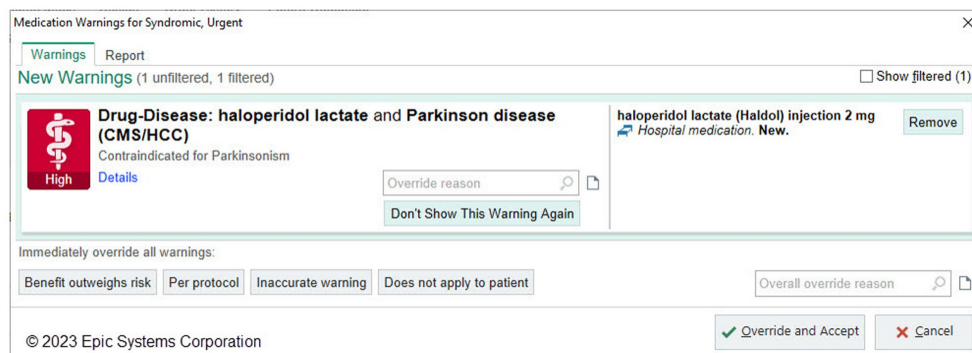 Medication Warnings for Syndromic, Urgent
Warnings Report
New Warnings (1 unfiltered, 1 filtered)
Show filtered (1)
Drug-Disease: haloperidol lactate and Parkinson disease
(CMS/HCC)
Contraindicated for Parkinsonism
High
Details
Override reason
Don't Show This Warning Again
haloperidol lactate (Haldol) injection 2 mg
Hospital medication. New.
Remove
Immediately override all warnings:
Benefit outweighs risk Per protocol Inaccurate warning Does not apply to patient
Overall override reason
Override and Accept Cancel
© 2023 Epic Systems Corporation